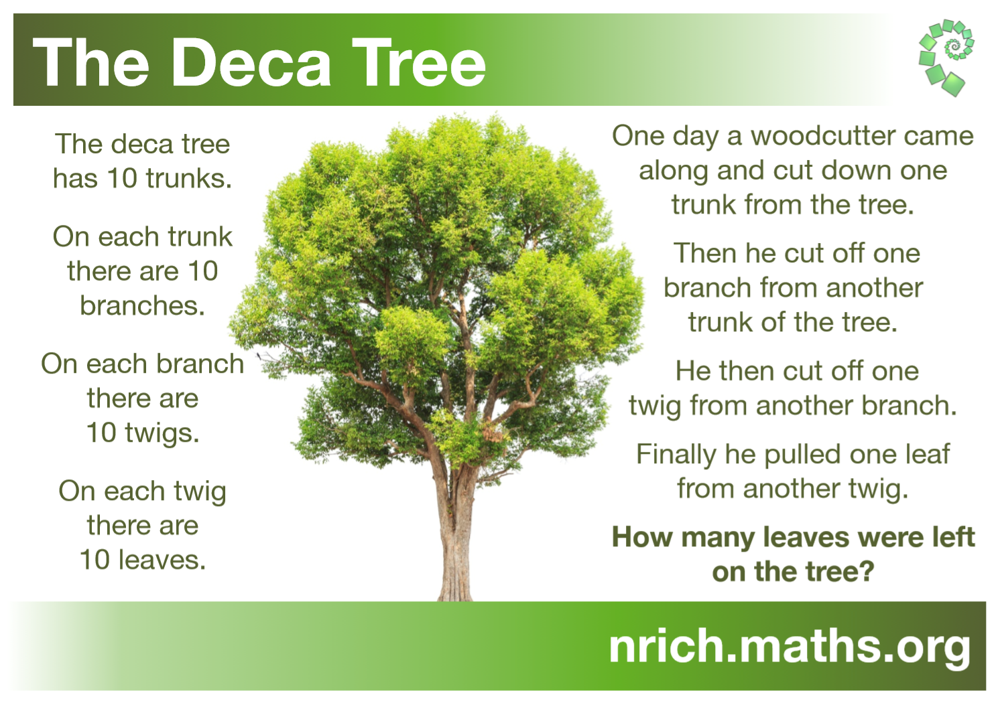 The Deca Tree
The deca tree
has 10 trunks.
On each trunk
there are 10
branches.
On each branch
there are
10 twigs.
On each twig
there are
10 leaves.
One day a woodcutter came
along and cut down one
trunk from the tree.
Then he cut off one
branch from another
trunk of the tree.
He then cut off one
twig from another branch.
Finally he pulled one leaf
from another twig.
How many leaves were left
on the tree?
nrich.maths.org